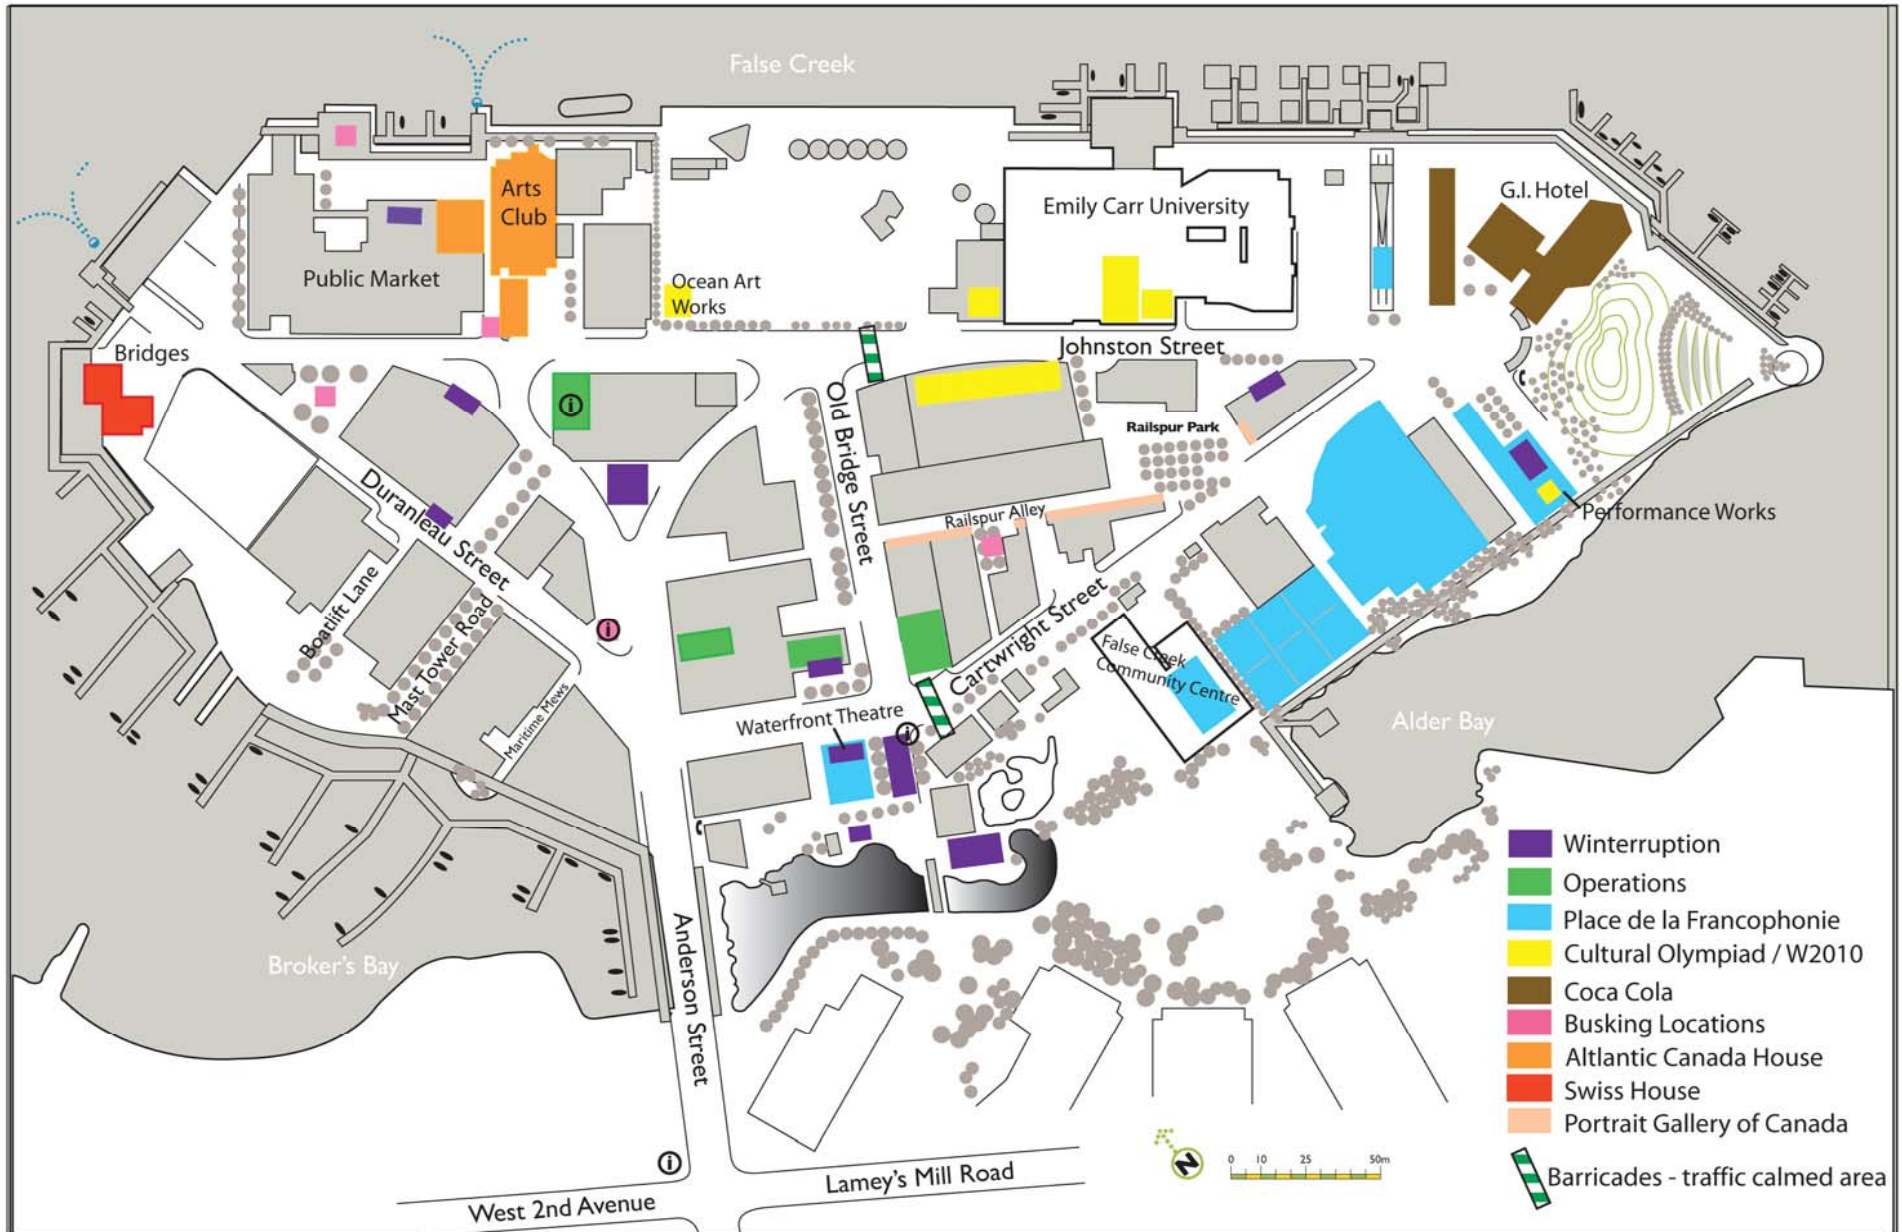 False Creek
Arts
Club
Public Market
Ocean Art
Works
Emily Carr University
G.I. Hotel
Bridges
Johnston Street
Old Bridge Street
Railspur Park
Duranleau Street
Railspur Alley
Performance Works
Boatlift Lane
Mast Tower Road
Maritime Mews
Cartwright Street
False Creek
Community Centre
Waterfront Theatre
Alder Bay
Broker's Bay
Anderson Street
Winterruption
Operations
Place de la Francophonie
Cultural Olympiad / W2010
Coca Cola
Busking Locations
Altlantic Canada House
Swiss House
Portrait Gallery of Canada
Barricades - traffic calmed area
N
0 10 25 50m
Lamey's Mill Road
West 2nd Avenue
i
i
i
i